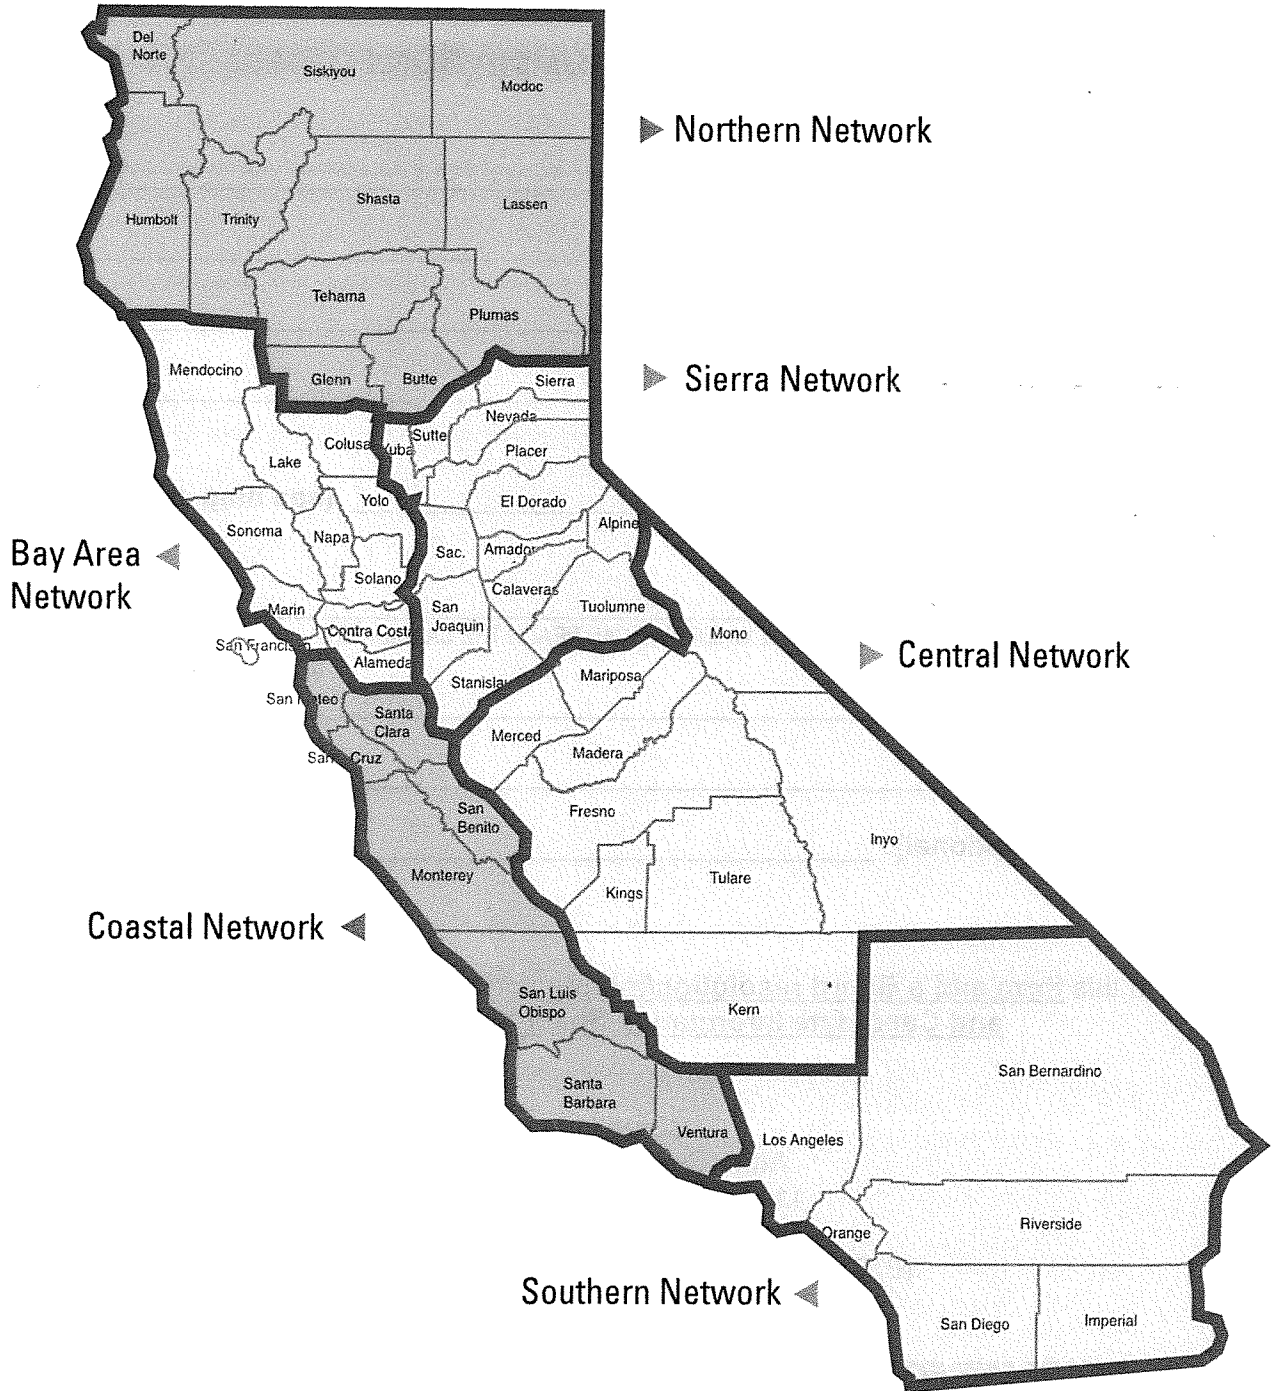 Del
Norte
Siskiyou
Modoc
Northern Network
Humbolt
Trinity
Shasta
Lassen
Tehama
Plumas
Mendocino
Glenn
Butte
Sierra
Sierra Network
Nevada
Colusa
Yuba
Sutte
Placer
Lake
Yolo
El Dorado
Sonoma
Napa
Alpine
Bay Area
Network
Sac.
Amador
Solano
Calaveras
Marin
San
Joaquin
Tuolumne
Contra Costa
Mono
San Francis
Alameda
Central Network
Stanislau
Mariposa
San Mateo
Santa
Clara
Merced
Madera
San Cruz
San
Benito
Fresno
Inyo
Monterey
Kings
Tulare
Coastal Network
San Luis
Obispo
Kern
San Bernardino
Santa
Barbara
Ventura
Los Angeles
Orange
Riverside
Southern Network
San Diego
Imperial